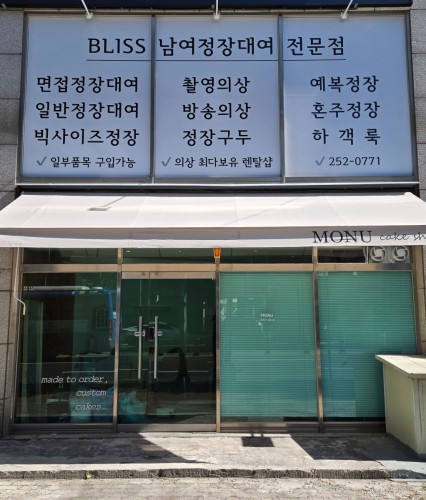 BLISS 남여정장대여 전문점
면접정장대여 촬영의상 예복정장
일반정장대여 방송의상 혼주정장
빅사이즈정장 정장구두 하객룩
✓ 일부품목 구입가능 ✓ 의상 최다보유 렌탈샵 ✓ 252-0771
MONU cake sh
MONU
made to order,
custom
cakes..